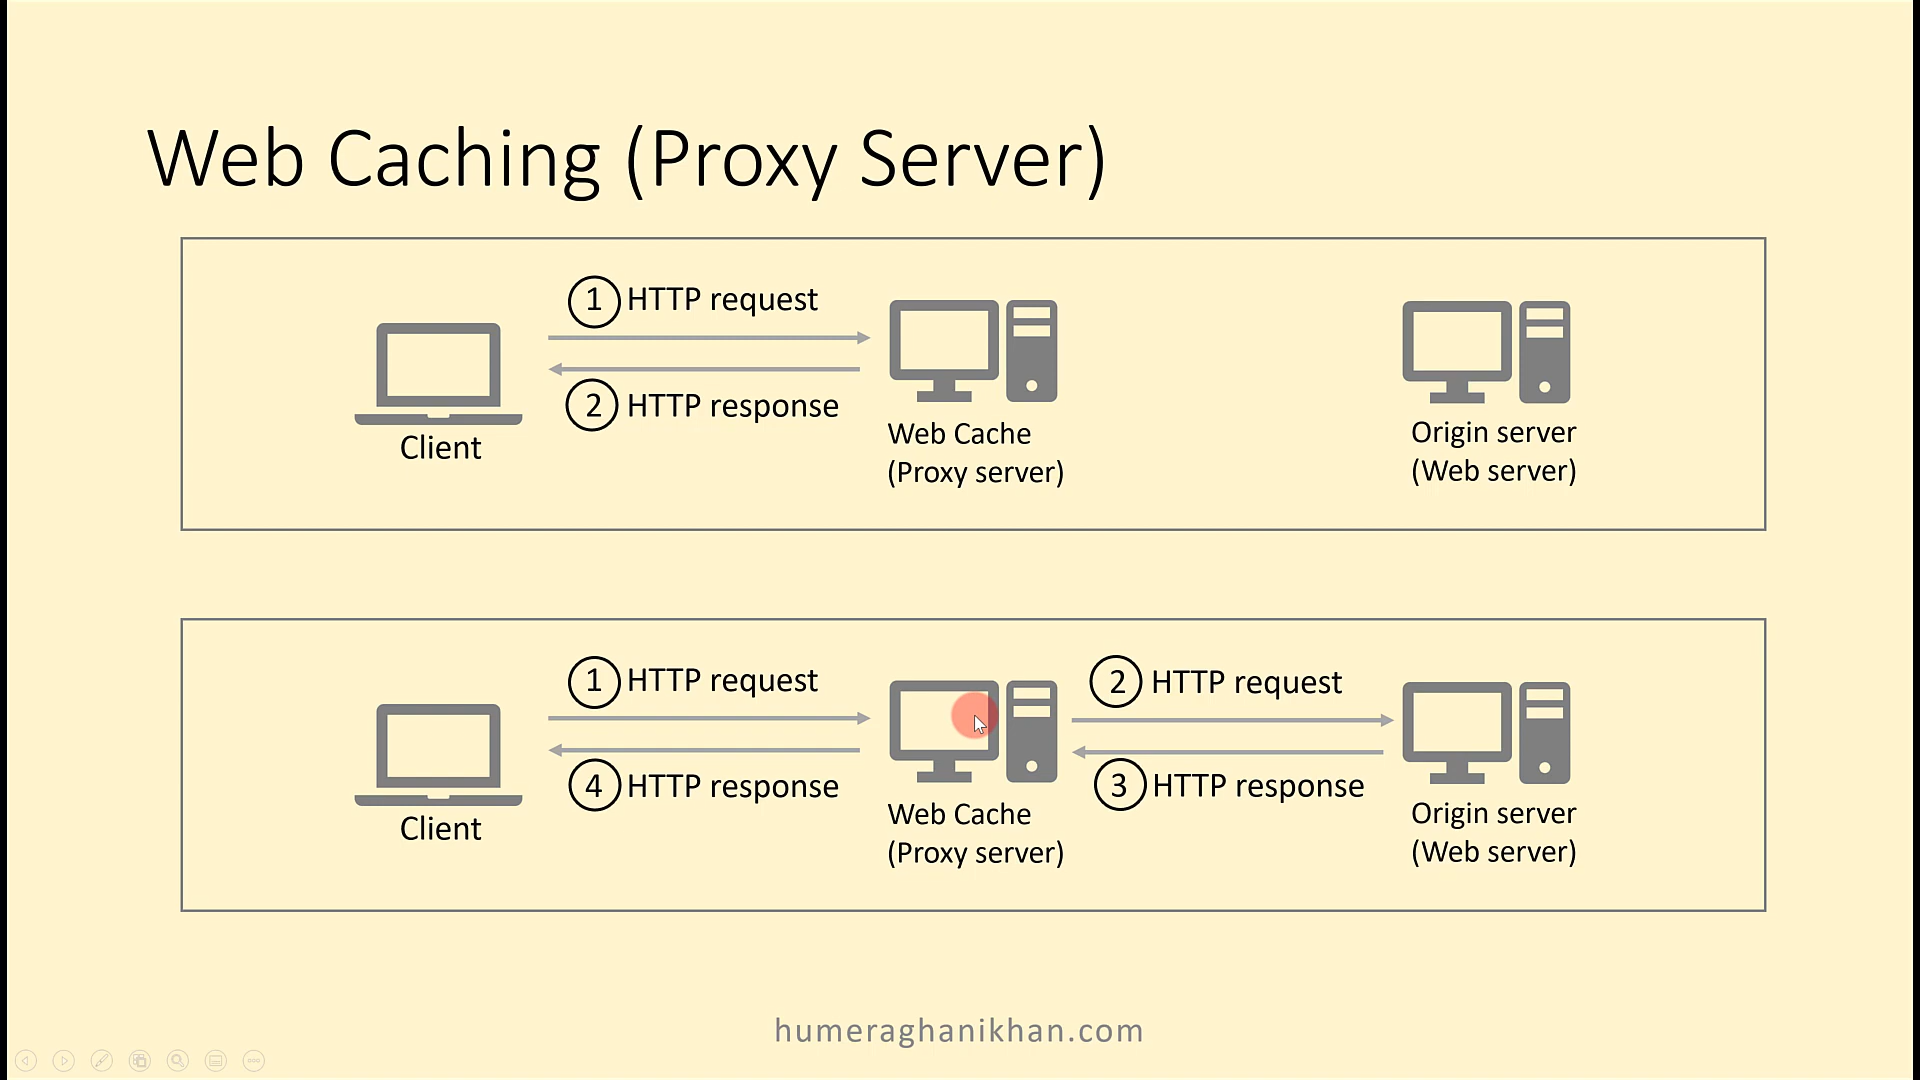 Web Caching (Proxy Server)
1 HTTP request
2 HTTP response
Client
Web Cache
(Proxy server)
Origin server
(Web server)
1 HTTP request
2 HTTP request
4 HTTP response
3 HTTP response
Client
Web Cache
(Proxy server)
Origin server
(Web server)
humeraghanikhan.com